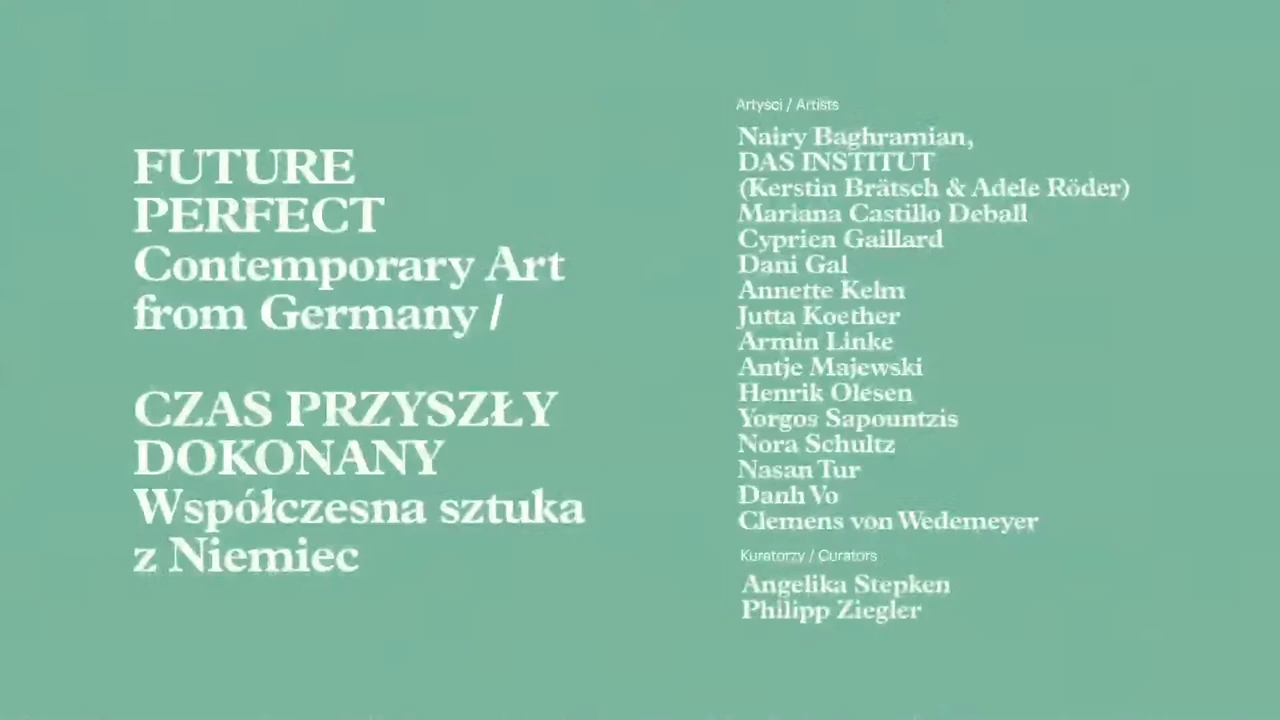 FUTURE
PERFECT
Contemporary Art
from Germany /
CZAS PRZYSZŁY
DOKONANY
Współczesna sztuka
z Niemiec
Artyści / Artists
Nairy Baghramian,
DAS INSTITUT
(Kerstin Brätsch & Adele Röder)
Mariana Castillo Deball
Cyprien Gaillard
Dani Gal
Annette Kelm
Jutta Koether
Armin Linke
Antje Majewski
Henrik Olesen
Yorgos Sapountzis
Nora Schultz
Nasan Tur
Danh Vo
Clemens von Wedemeyer
Kuratorzy / Curators
Angelika Stepken
Philipp Ziegler